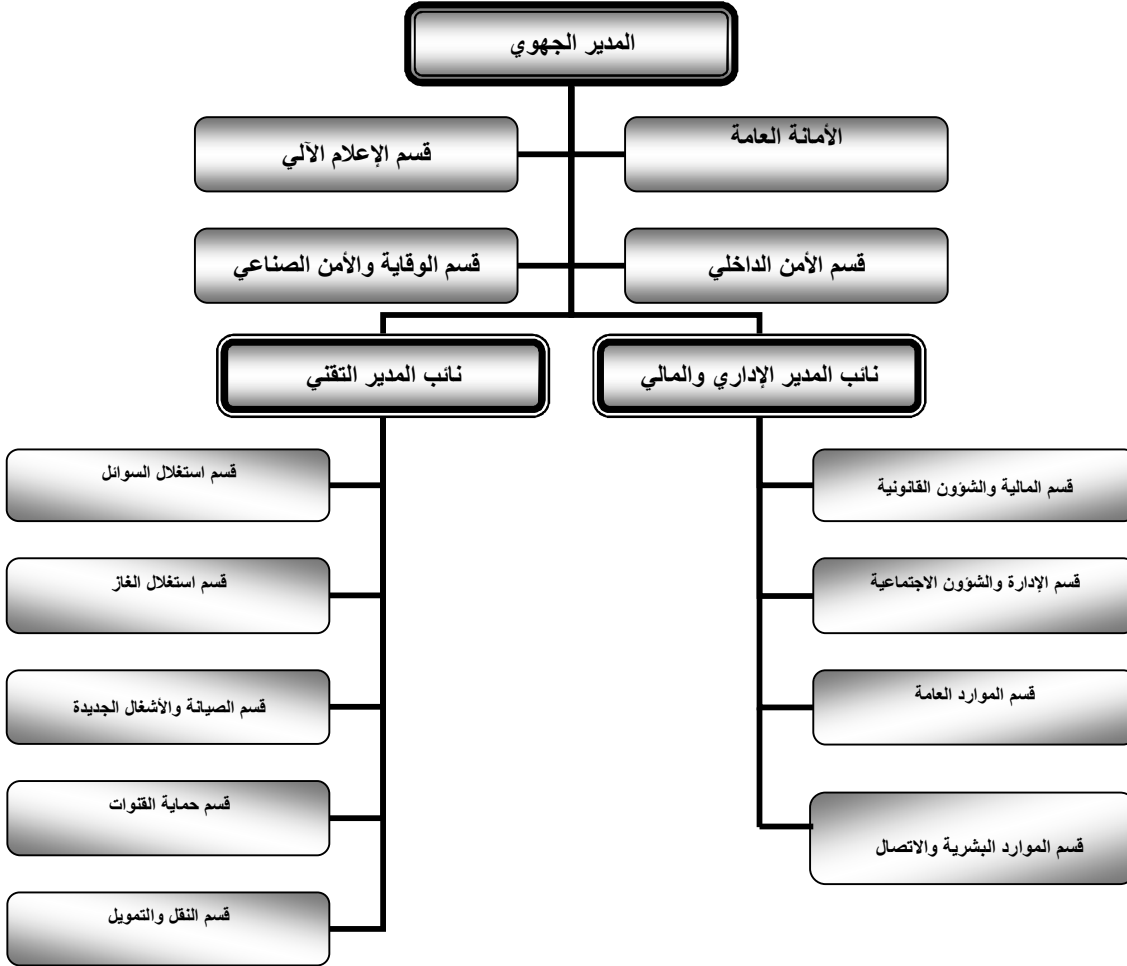 المدير الجهوي
الأمانة العامة
قسم الإعلام الآلي
قسم الأمن الداخلي
قسم الوقاية والأمن الصناعي
نائب المدير الإداري والمالي
نائب المدير التقني
قسم المالية والشؤون القانونية
قسم استغلال السوائل
قسم الإدارة والشؤون الاجتماعية
قسم استغلال الغاز
قسم الموارد العامة
قسم الصيانة والأشغال الجديدة
قسم الموارد البشرية والاتصال
قسم حماية القنوات
قسم النقل والتمويل